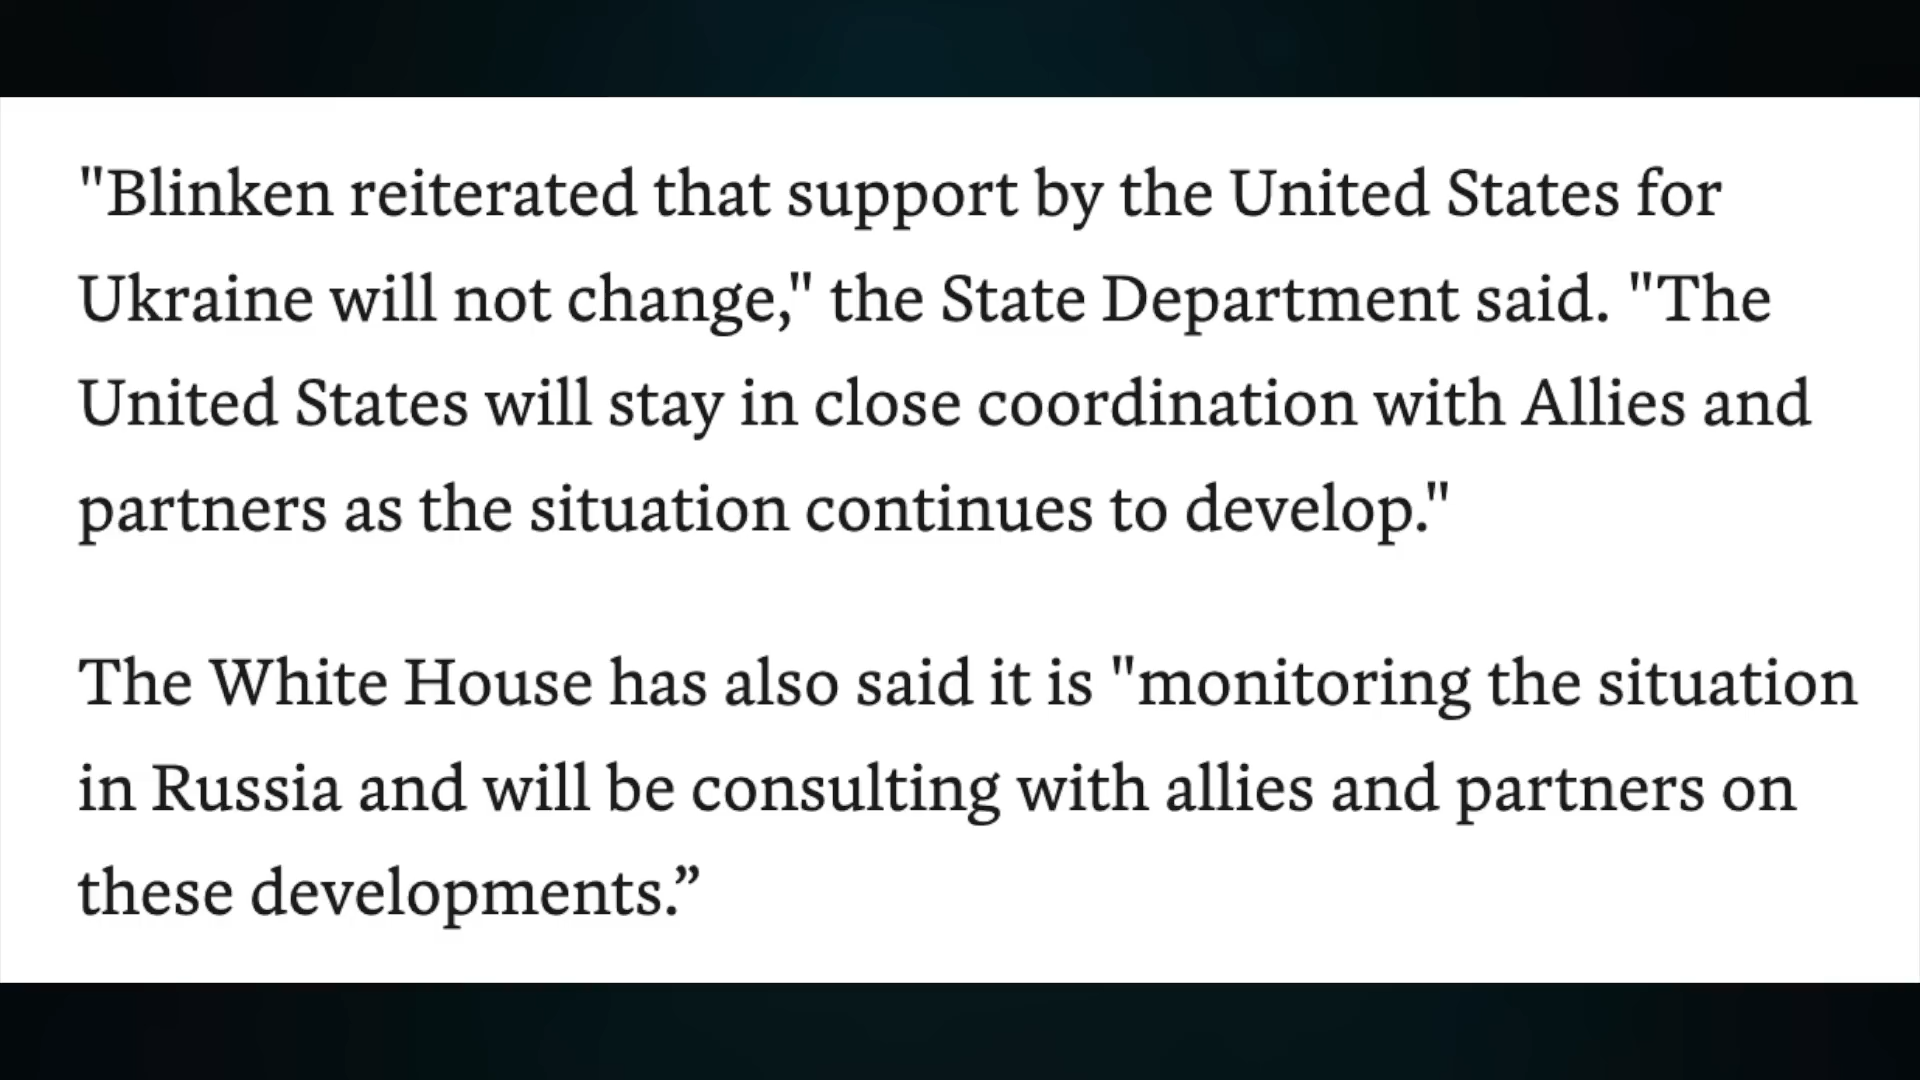 "Blinken reiterated that support by the United States for
Ukraine will not change," the State Department said. "The
United States will stay in close coordination with Allies and
partners as the situation continues to develop."
The White House has also said it is "monitoring the situation
in Russia and will be consulting with allies and partners on
these developments.”